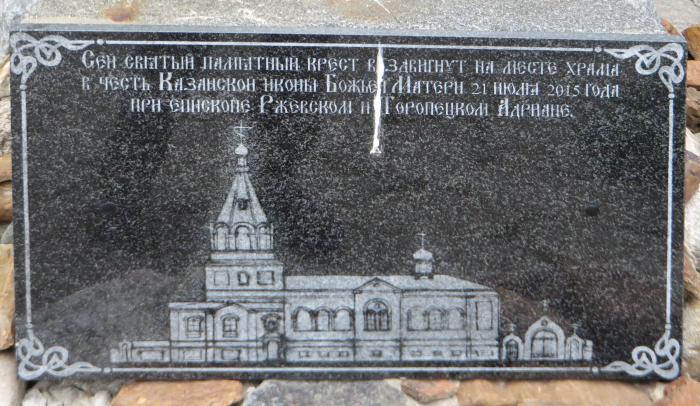 Сей святый памятный крест воздвигнут на месте храма
в честь Казанской иконы Божьей Матери 21 июля 2015 года
при епископе Ржевском и Торопецком Адриане.